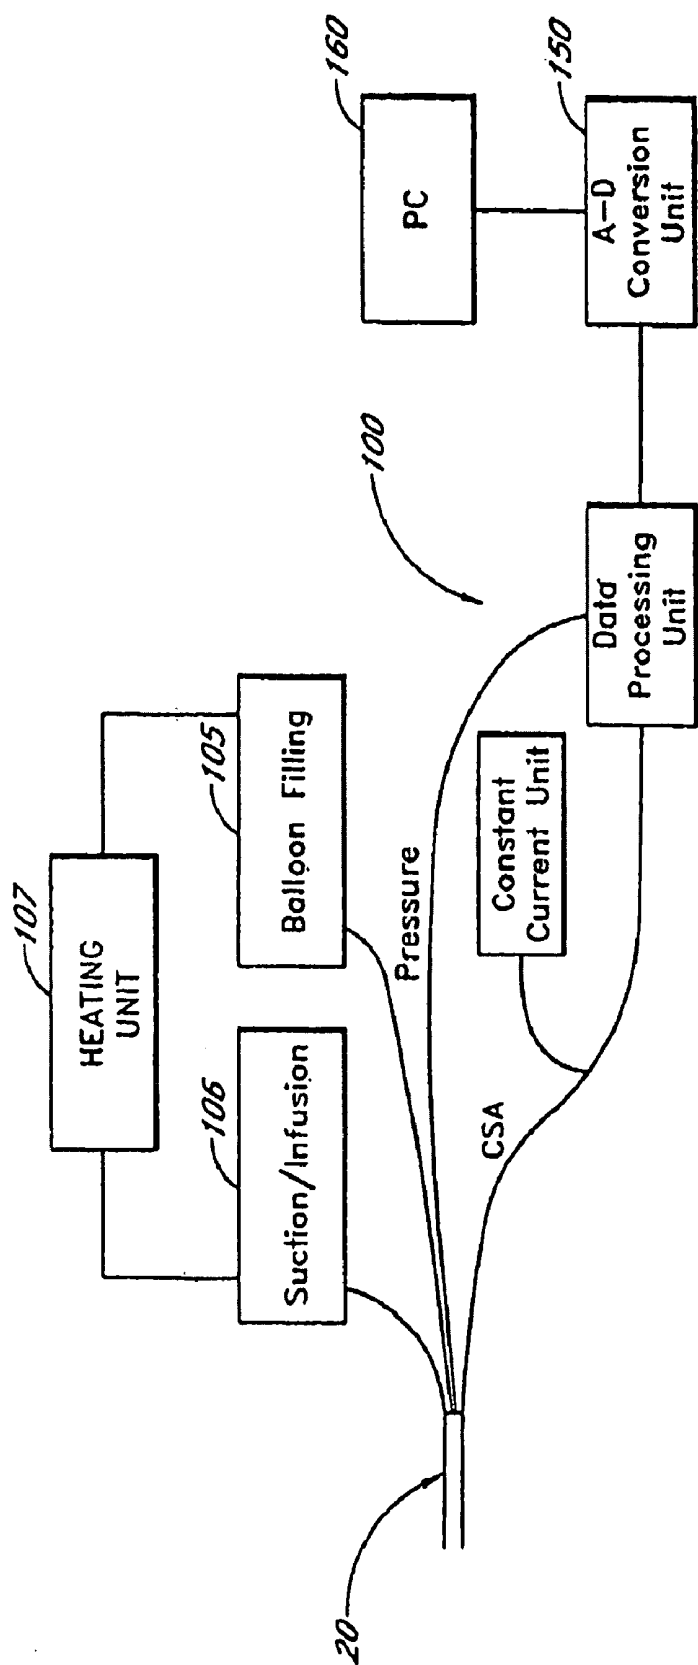 107
HEATING
UNIT
106
Suction/Infusion
105
Balloon Filling
20
Pressure
CSA
Constant
Current Unit
100
Data
Processing
Unit
160
PC
150
A-D
Conversion
Unit